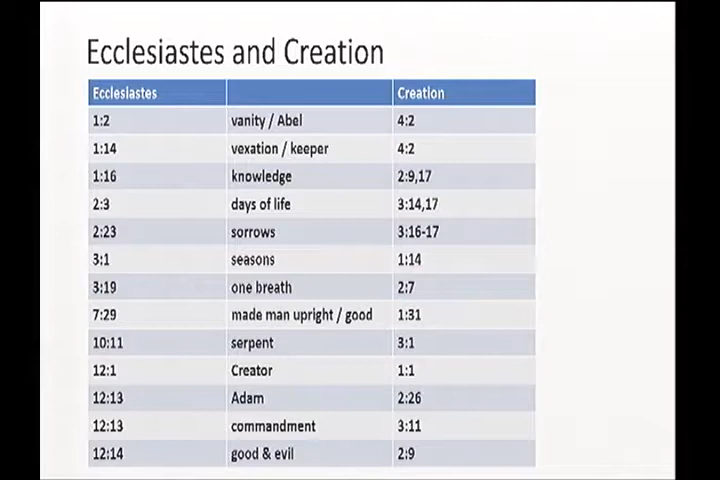 Ecclesiastes and Creation
Ecclesiastes Creation
1:2 vanity / Abel 4:2
1:14 vexation / keeper 4:2
1:16 knowledge 2:9,17
2:3 days of life 3:14,17
2:23 sorrows 3:16-17
3:1 seasons 1:14
3:19 one breath 2:7
7:29 made man upright / good 1:31
10:11 serpent 3:1
12:1 Creator 1:1
12:13 Adam 2:26
12:13 commandment 3:11
12:14 good & evil 2:9